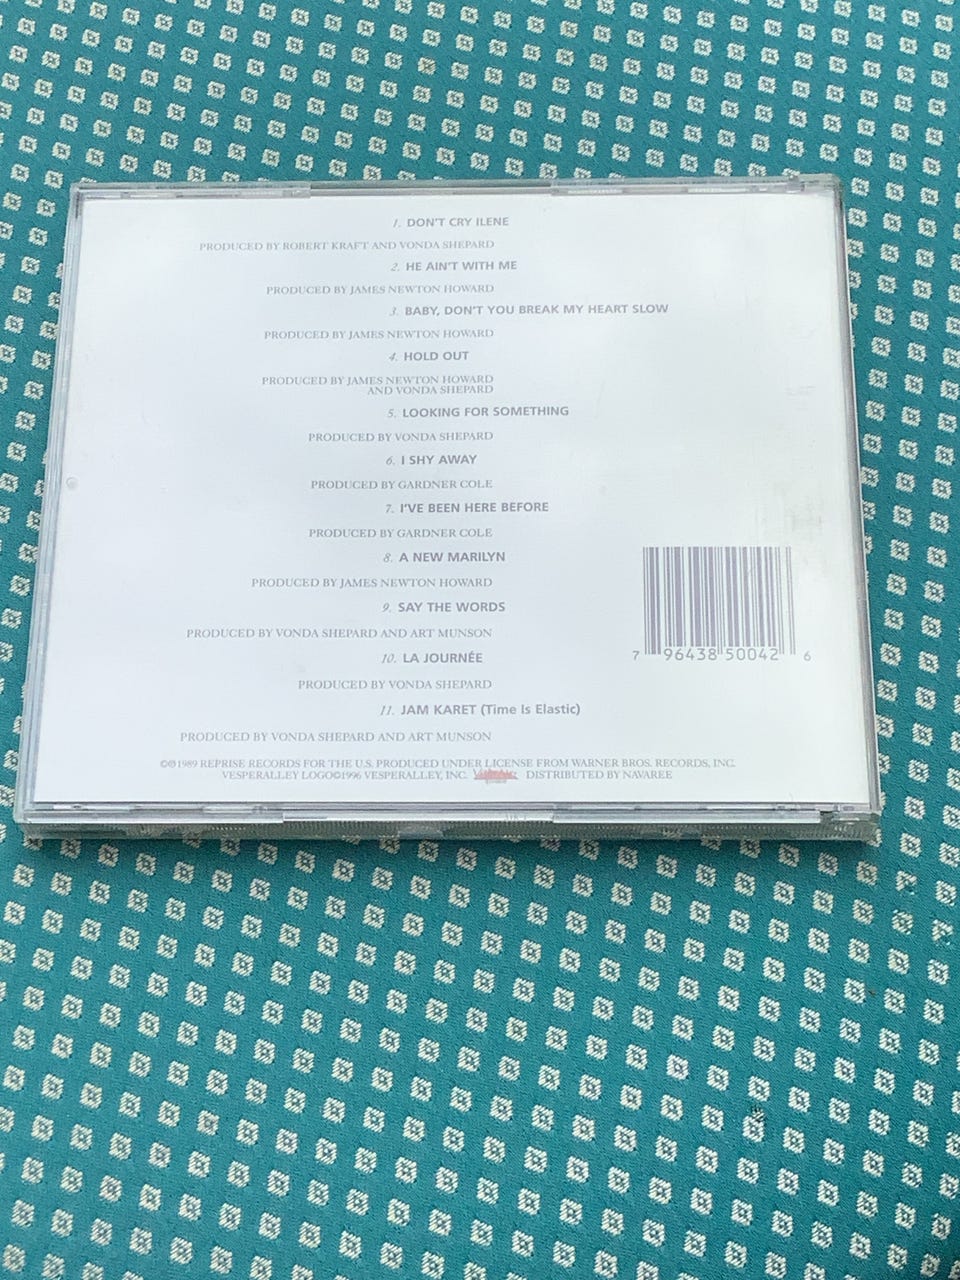 1. DON'T CRY ILENE
PRODUCED BY ROBERT KRAFT AND VONDA SHEPARD
2. HE AIN'T WITH ME
PRODUCED BY JAMES NEWTON HOWARD
3. BABY, DON'T YOU BREAK MY HEART SLOW
PRODUCED BY JAMES NEWTON HOWARD
4. HOLD OUT
PRODUCED BY JAMES NEWTON HOWARD
AND VONDA SHEPARD
5. LOOKING FOR SOMETHING
PRODUCED BY VONDA SHEPARD
6. I SHY AWAY
PRODUCED BY GARDNER COLE
7. I'VE BEEN HERE BEFORE
PRODUCED BY GARDNER COLE
8. A NEW MARILYN
PRODUCED BY JAMES NEWTON HOWARD
9. SAY THE WORDS
PRODUCED BY VONDA SHEPARD AND ART MUNSON
10. LA JOURNÉE
PRODUCED BY VONDA SHEPARD
11. JAM KARET (Time Is Elastic)
PRODUCED BY VONDA SHEPARD AND ART MUNSON
7 96438 50042 6
©℗1989 REPRISE RECORDS FOR THE U.S. PRODUCED UNDER LICENSE FROM WARNER BROS. RECORDS, INC.
VESPERALLEY LOGO©1996 VESPERALLEY, INC. DISTRIBUTED BY NAVAREE